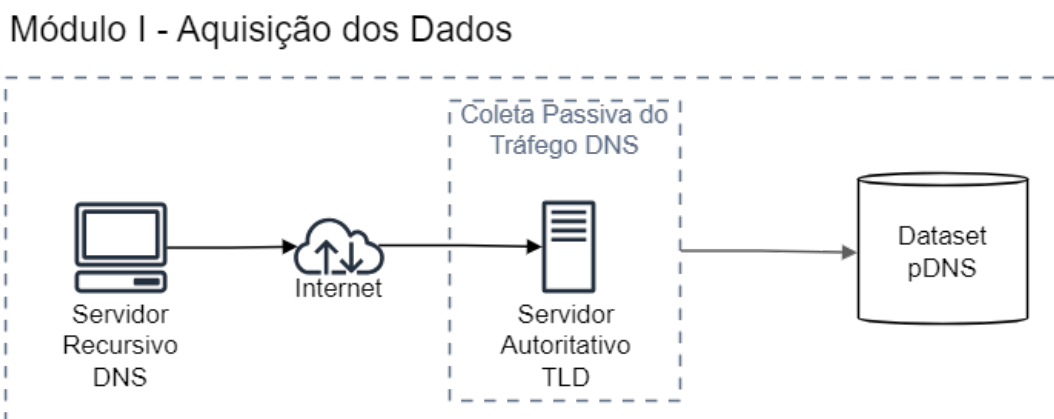 Módulo I - Aquisição dos Dados
Coleta Passiva do
Tráfego DNS
Servidor
Recursivo
DNS
Internet
Servidor
Autoritativo
TLD
Dataset
pDNS